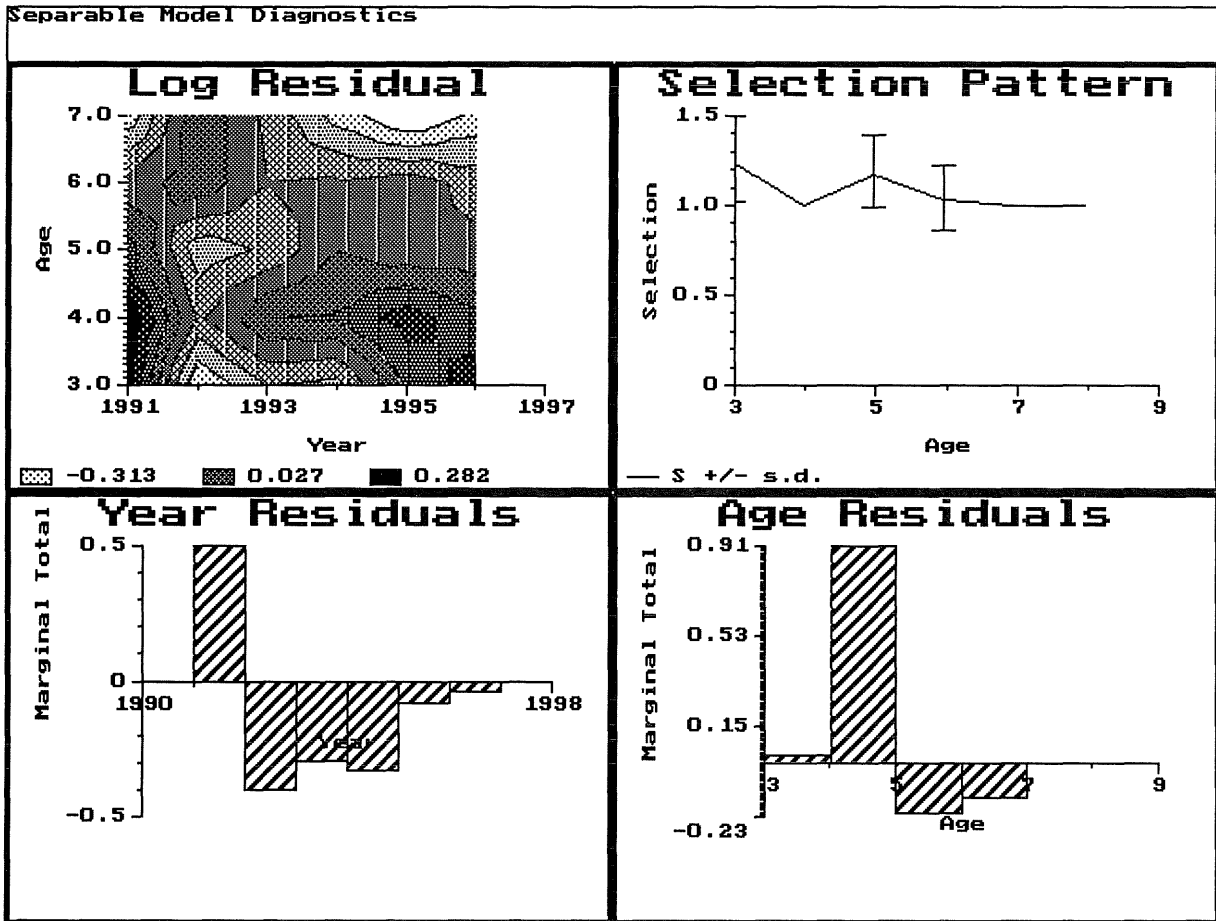 Separable Model Diagnostics
Log Residual
7.0
6.0
5.0
4.0
3.0
Age
1991 1993 1995 1997
Year
-0.313 0.027 0.282
Selection Pattern
1.5
1.0
0.5
0
Selection
3 5 7 9
Age
S +/- s.d.
Year Residuals
0.5
0
-0.5
Marginal Total
1990 1998
Year
Age Residuals
0.91
0.53
0.15
-0.23
Marginal Total
3 5 7 9
Age